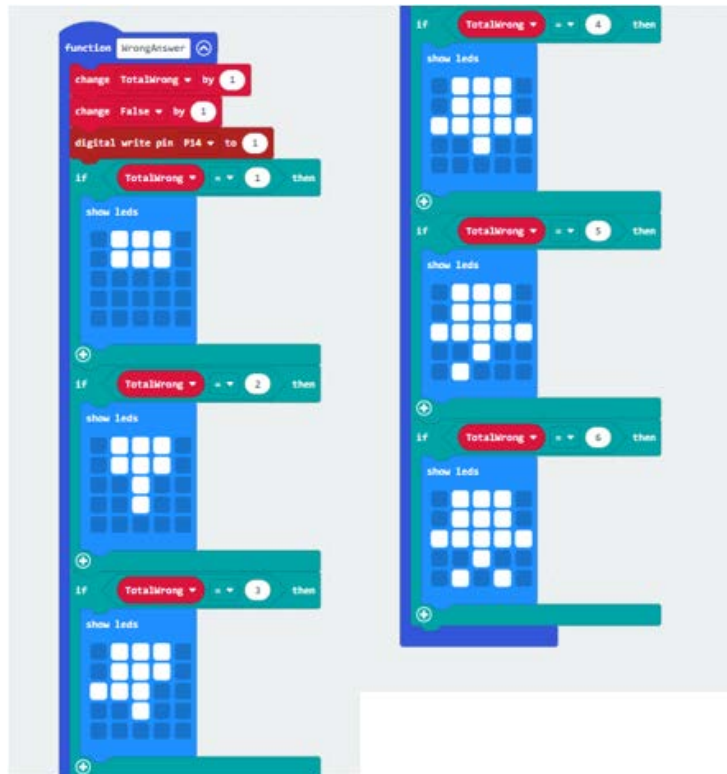 function WrongAnswer
change TotalWrong by 1
change False by 1
digital write pin P14 to 1
if TotalWrong = 1 then
show leds
if TotalWrong = 2 then
show leds
if TotalWrong = 3 then
show leds
if TotalWrong = 4 then
show leds
if TotalWrong = 5 then
show leds
if TotalWrong = 6 then
show leds